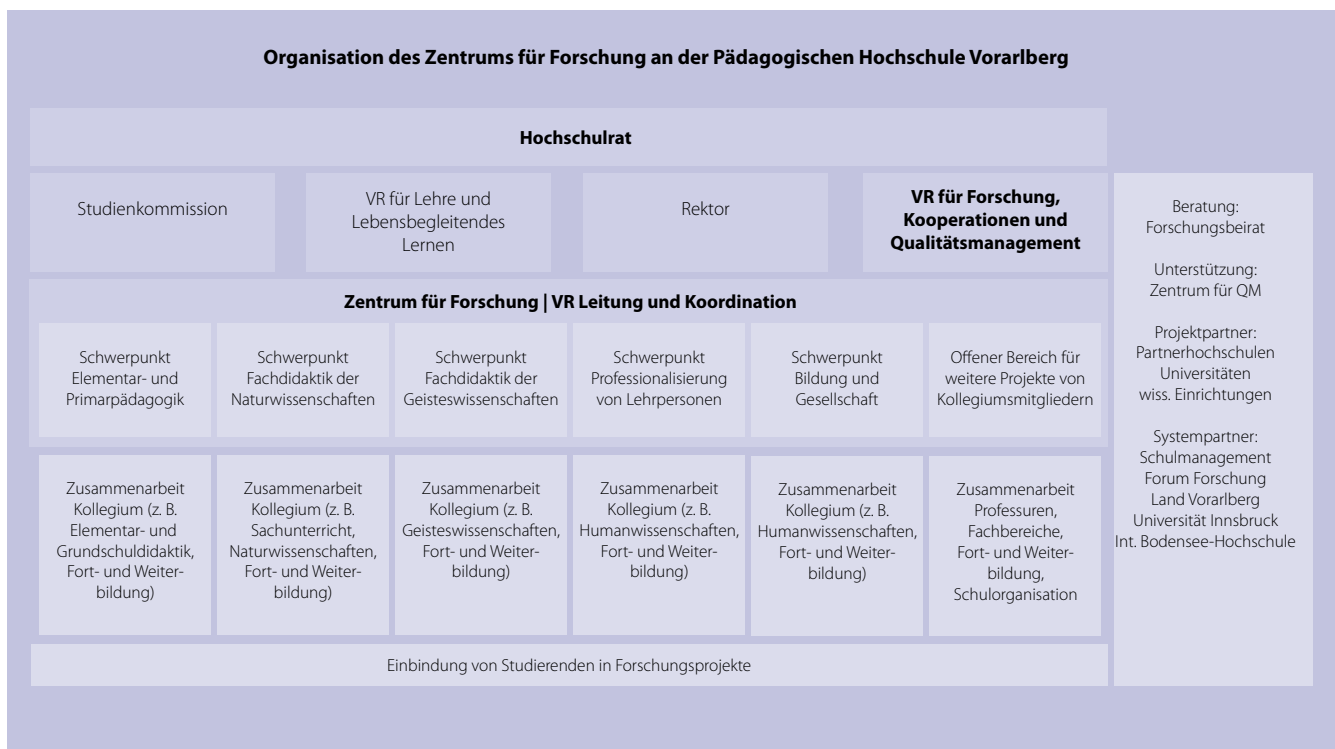 Organisation des Zentrums für Forschung an der Pädagogischen Hochschule Vorarlberg
Hochschulrat
Studienkommission
VR für Lehre und
Lebensbegleitendes
Lernen
Rektor
VR für Forschung,
Kooperationen und
Qualitätsmanagement
Zentrum für Forschung | VR Leitung und Koordination
Schwerpunkt
Elementar- und
Primarpädagogik
Schwerpunkt
Fachdidaktik der
Naturwissenschaften
Schwerpunkt
Fachdidaktik der
Geisteswissenschaften
Schwerpunkt
Professionalisierung
von Lehrpersonen
Schwerpunkt
Bildung und
Gesellschaft
Offener Bereich für
weitere Projekte von
Kollegiumsmitgliedern
Zusammenarbeit
Kollegium (z. B.
Elementar- und
Grundschuldidaktik,
Fort- und Weiter-
bildung)
Zusammenarbeit
Kollegium (z. B.
Sachunterricht,
Naturwissenschaften,
Fort- und Weiter-
bildung)
Zusammenarbeit
Kollegium (z. B.
Geisteswissenschaften,
Fort- und Weiter-
bildung)
Zusammenarbeit
Kollegium (z. B.
Humanwissenschaften,
Fort- und Weiter-
bildung)
Zusammenarbeit
Kollegium (z. B.
Humanwissenschaften,
Fort- und Weiter-
bildung)
Zusammenarbeit
Professuren,
Fachbereiche,
Fort- und Weiter-
bildung,
Schulorganisation
Einbindung von Studierenden in Forschungsprojekte
Beratung:
Forschungsbeirat
Unterstützung:
Zentrum für QM
Projektpartner:
Partnerhochschulen
Universitäten
wiss. Einrichtungen
Systempartner:
Schulmanagement
Forum Forschung
Land Vorarlberg
Universität Innsbruck
Int. Bodensee-Hochschule